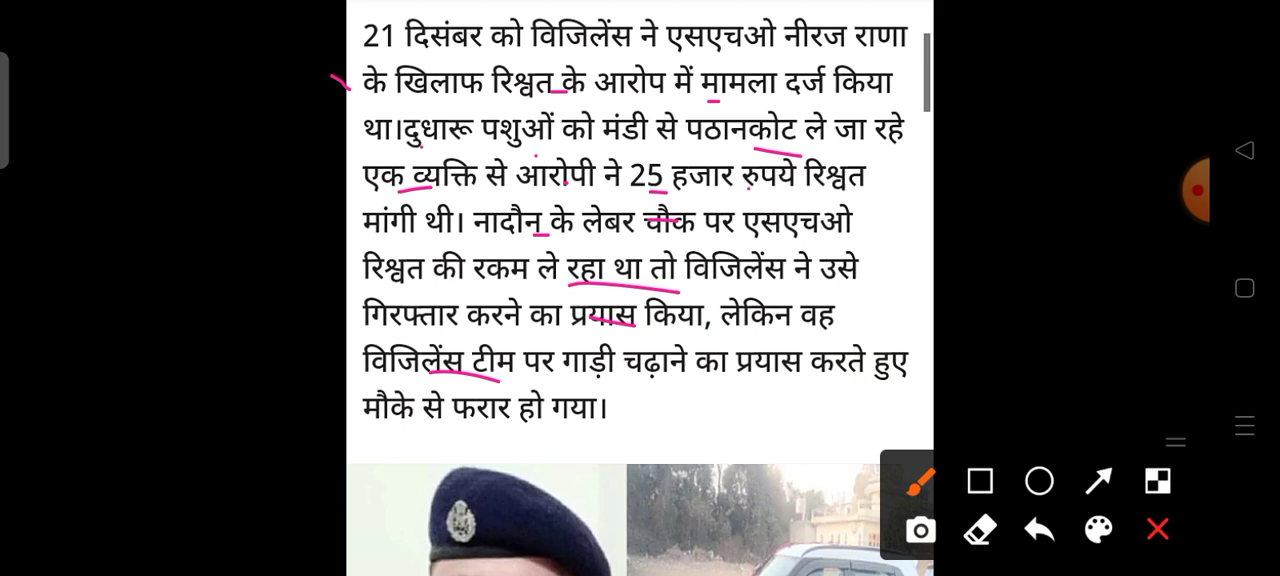 21 दिसंबर को विजिलेंस ने एसएचओ नीरज राणा
के खिलाफ रिश्वत के आरोप में मामला दर्ज किया
था।दुधारू पशुओं को मंडी से पठानकोट ले जा रहे
एक व्यक्ति से आरोपी ने 25 हजार रुपये रिश्वत
मांगी थी। नादौन के लेबर चौक पर एसएचओ
रिश्वत की रकम ले रहा था तो विजिलेंस ने उसे
गिरफ्तार करने का प्रयास किया, लेकिन वह
विजिलेंस टीम पर गाड़ी चढ़ाने का प्रयास करते हुए
मौके से फरार हो गया।